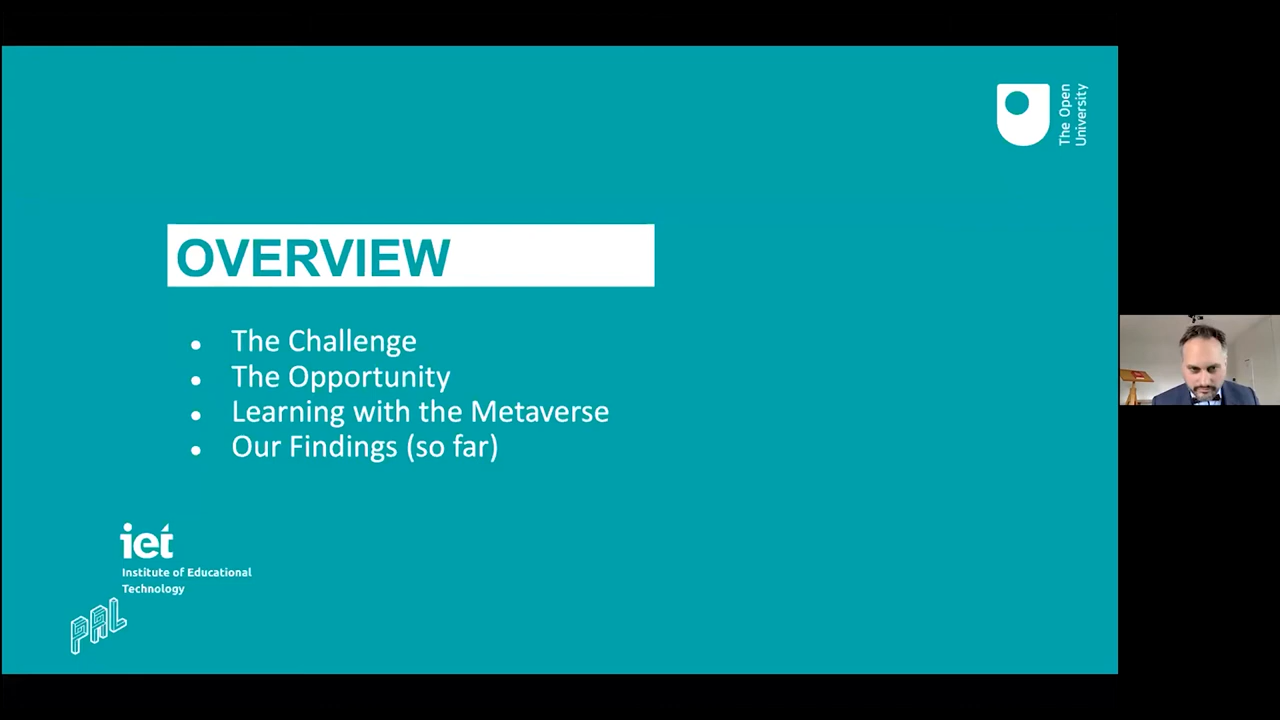 The Open
University
OVERVIEW
• The Challenge
• The Opportunity
• Learning with the Metaverse
• Our Findings (so far)
iet
Institute of Educational
Technology
PAL